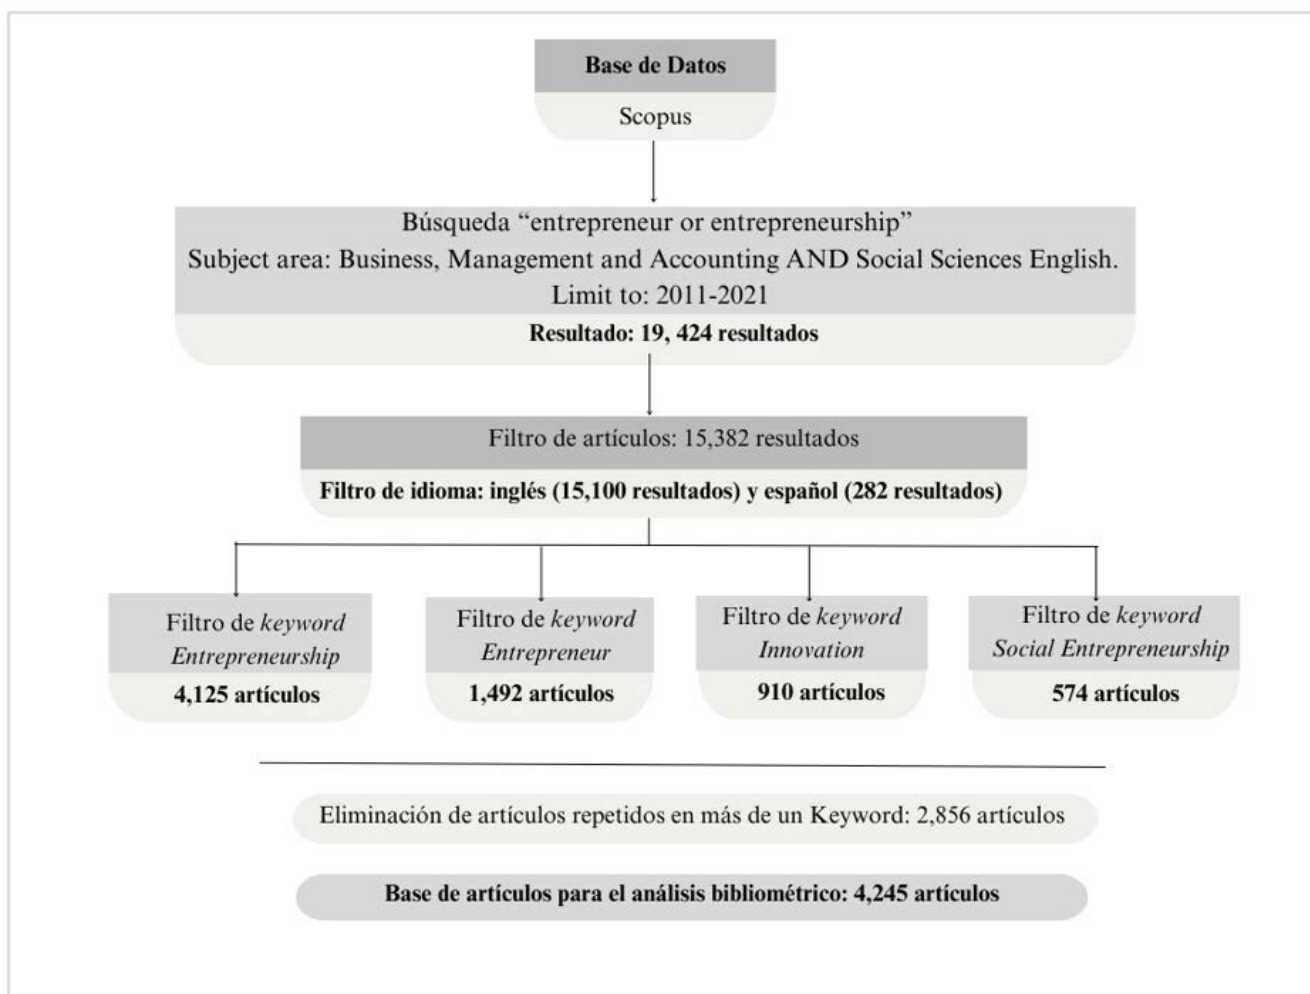 Base de Datos
Scopus
Búsqueda “entrepreneur or entrepreneurship”
Subject area: Business, Management and Accounting AND Social Sciences English.
Limit to: 2011-2021
Resultado: 19, 424 resultados
Filtro de artículos: 15,382 resultados
Filtro de idioma: inglés (15,100 resultados) y español (282 resultados)
Filtro de keyword
Entrepreneurship
4,125 artículos
Filtro de keyword
Entrepreneur
1,492 artículos
Filtro de keyword
Innovation
910 artículos
Filtro de keyword
Social Entrepreneurship
574 artículos
Eliminación de artículos repetidos en más de un Keyword: 2,856 artículos
Base de artículos para el análisis bibliométrico: 4,245 artículos